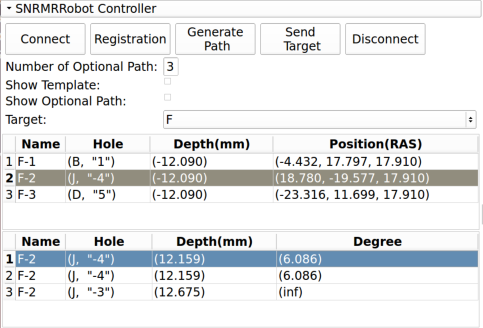 SNRMRRobot Controller
Connect Registration Generate Path Send Target Disconnect
Number of Optional Path: 3
Show Template:
Show Optional Path:
Target: F
Name Hole Depth(mm) Position(RAS)
1 F-1 (B, "1") (-12.090) (-4.432, 17.797, 17.910)
2 F-2 (J, "-4") (-12.090) (18.780, -19.577, 17.910)
3 F-3 (D, "5") (-12.090) (-23.316, 11.699, 17.910)
Name Hole Depth(mm) Degree
1 F-2 (J, "-4") (12.159) (6.086)
2 F-2 (J, "-4") (12.159) (6.086)
3 F-2 (J, "-3") (12.675) (inf)